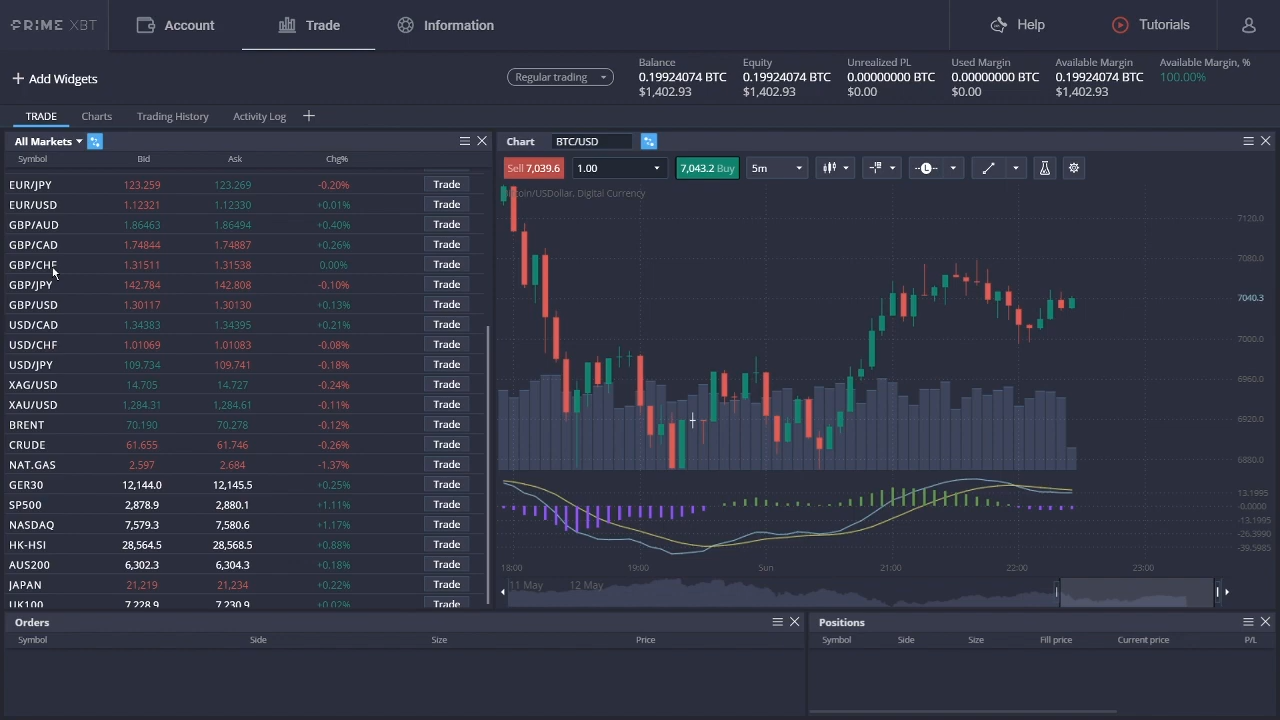 PRIME XBT Account Trade Information Help Tutorials
+ Add Widgets
Regular trading
Balance Equity Unrealized PL Used Margin Available Margin Available Margin, %
0.19924074 BTC 0.19924074 BTC 0.00000000 BTC 0.00000000 BTC 0.19924074 BTC 100.00%
$1,402.93 $1,402.93 $0.00 $0.00 $1,402.93
TRADE Charts Trading History Activity Log +
All Markets
Symbol Bid Ask Chg%
EUR/JPY 123.259 123.269 -0.20% Trade
EUR/USD 1.12321 1.12330 +0.01% Trade
GBP/AUD 1.86463 1.86494 +0.40% Trade
GBP/CAD 1.74844 1.74887 +0.26% Trade
GBP/CHF 1.31511 1.31538 0.00% Trade
GBP/JPY 142.784 142.808 -0.10% Trade
GBP/USD 1.30117 1.30130 +0.13% Trade
USD/CAD 1.34383 1.34395 +0.21% Trade
USD/CHF 1.01069 1.01083 -0.08% Trade
USD/JPY 109.734 109.741 -0.18% Trade
XAG/USD 14.705 14.727 -0.24% Trade
XAU/USD 1,284.31 1,284.61 -0.11% Trade
BRENT 70.190 70.278 -0.12% Trade
CRUDE 61.655 61.746 -0.26% Trade
NAT.GAS 2.597 2.684 -1.37% Trade
GER30 12,144.0 12,145.5 +0.25% Trade
SP500 2,878.9 2,880.1 +1.11% Trade
NASDAQ 7,579.3 7,580.6 +1.17% Trade
HK-HSI 28,564.5 28,568.5 +0.88% Trade
AUS200 6,302.3 6,304.3 +0.18% Trade
JAPAN 21,219 21,234 +0.22% Trade
UK100 7,228.9 7,230.9 +0.02% Trade
Chart BTC/USD
Sell 7,039.6 1.00 7,043.2 Buy 5m
Bitcoin/USDollar, Digital Currency
7120.0
7080.0
7040.3
7000.0
6960.0
6920.0
6880.0
13.1995
-0.0000
-13.1995
-26.3990
-39.5985
18:00 19:00 Sun 21:00 22:00 23:00
11 May 12 May
Orders
Symbol Side Size Price
Positions
Symbol Side Size Fill price Current price P/L